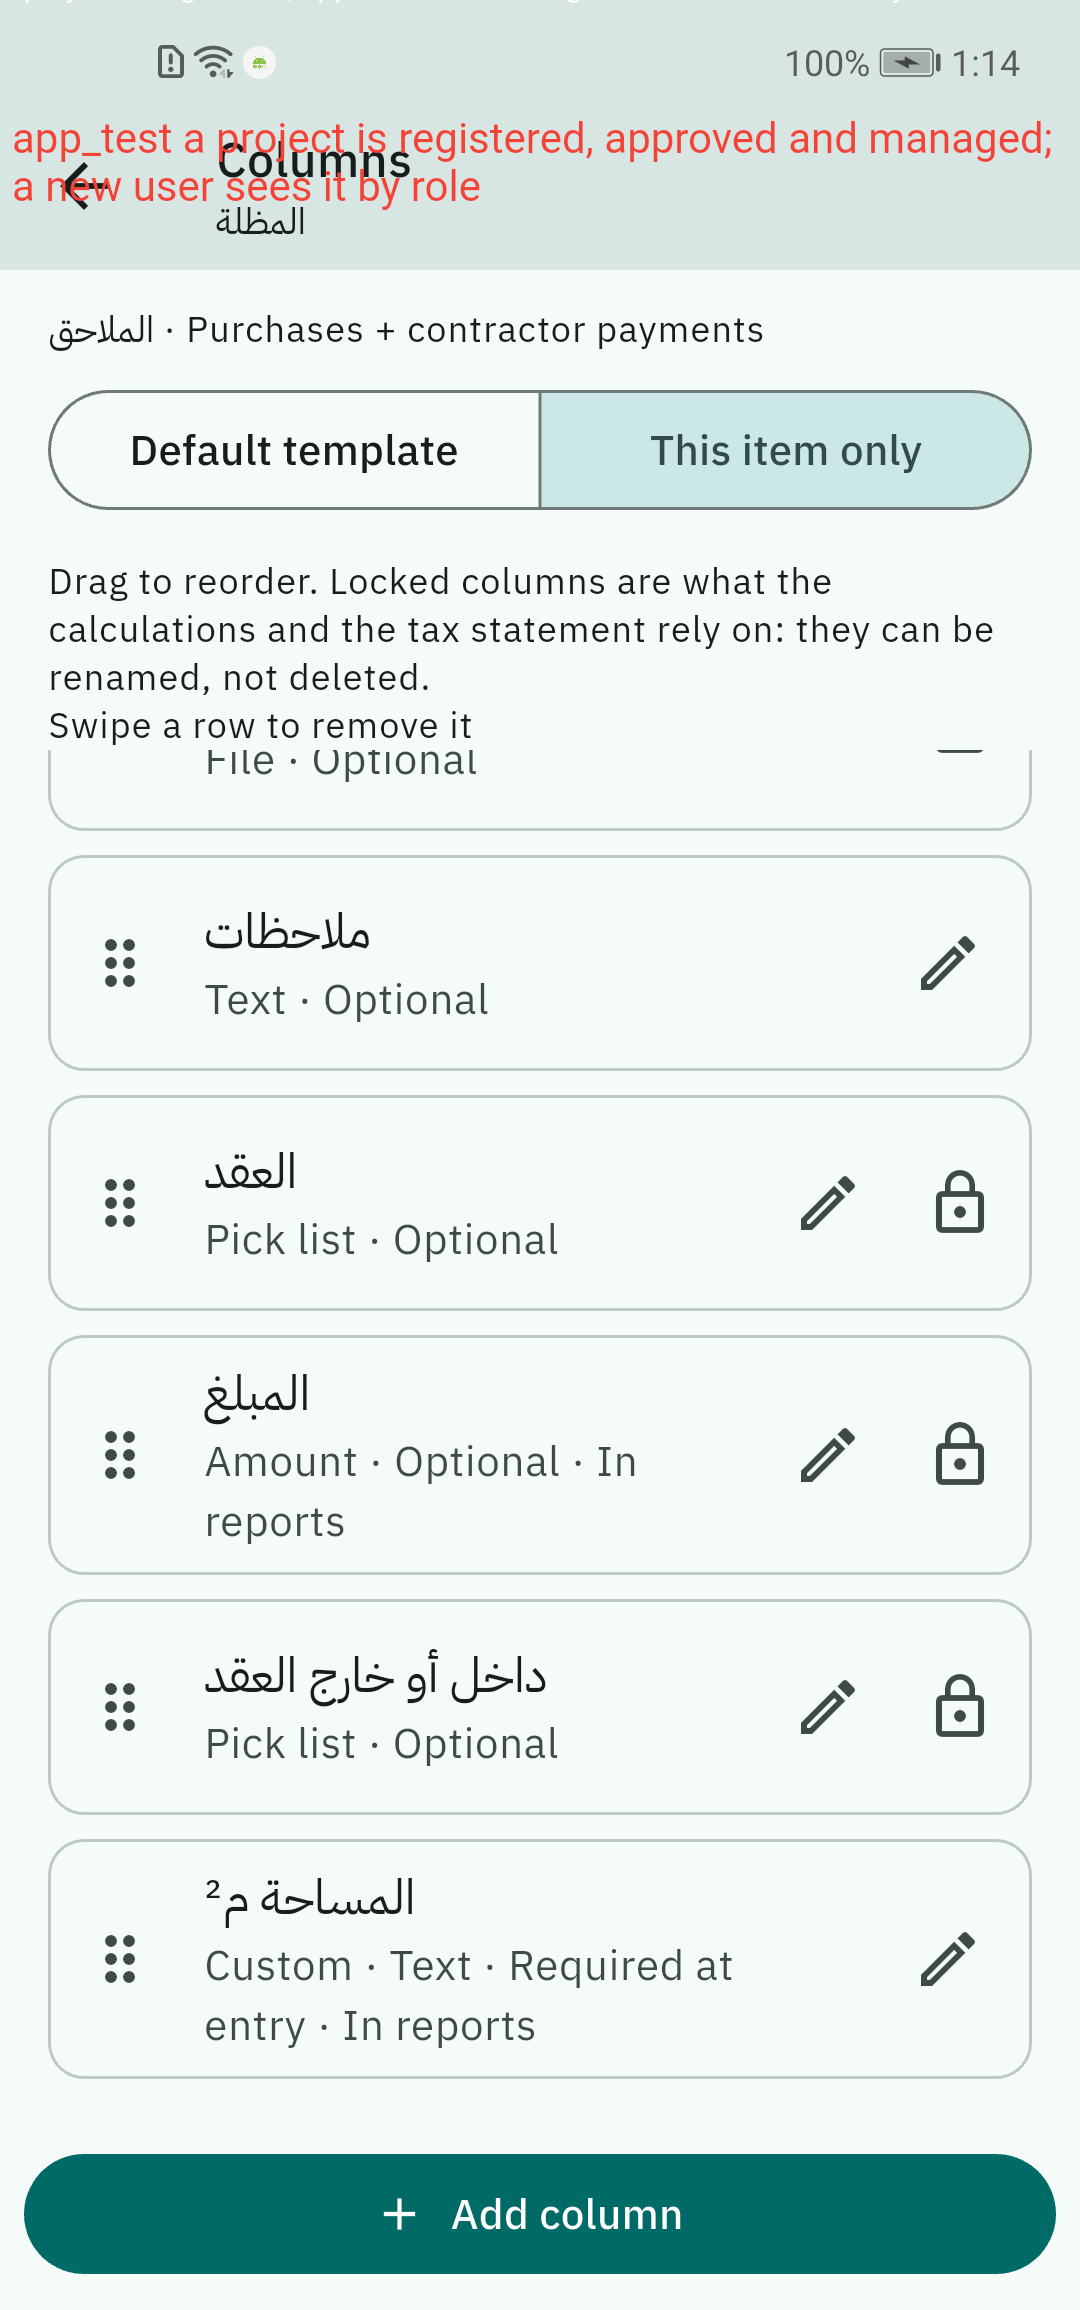 100% 1:14
app_test a project is registered, approved and managed;
a new user sees it by role
Columns
المظلة
الملاحق · Purchases + contractor payments
Default template
This item only
Drag to reorder. Locked columns are what the
calculations and the tax statement rely on: they can be
renamed, not deleted.
Swipe a row to remove it
File · Optional
ملاحظات
Text · Optional
العقد
Pick list · Optional
المبلغ
Amount · Optional · In
reports
داخل أو خارج العقد
Pick list · Optional
المساحة م²
Custom · Text · Required at
entry · In reports
+ Add column